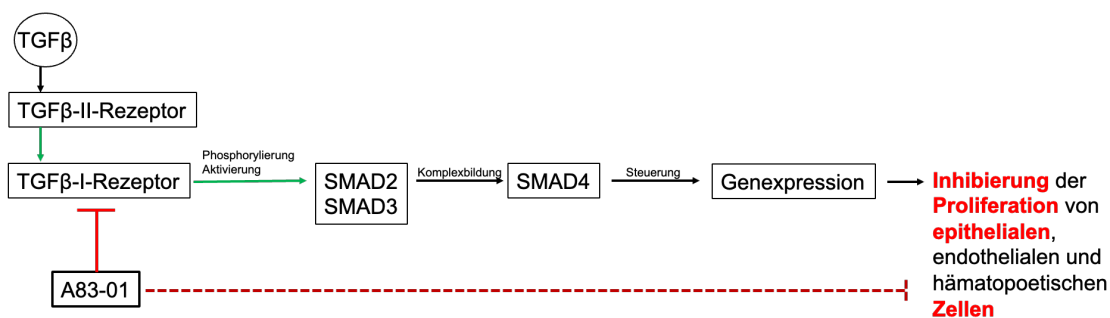 TGFβ
TGFβ-II-Rezeptor
TGFβ-I-Rezeptor
Phosphorylierung
Aktivierung
SMAD2
SMAD3
Komplexbildung
SMAD4
Steuerung
Genexpression
Inhibierung der
Proliferation von
epithelialen,
endothelialen und
hämatopoetischen
Zellen
A83-01